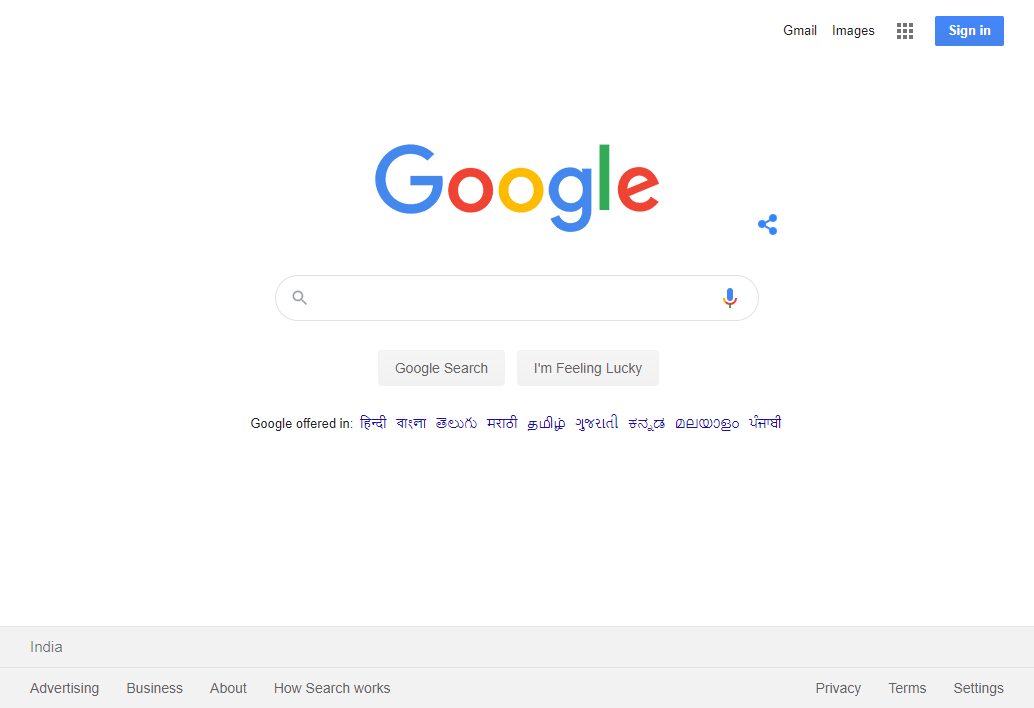 Gmail Images Sign in
Google
Google Search I'm Feeling Lucky
Google offered in: हिन्दी বাংলা తెలుగు मराठी தமிழ் ગુજરાતી ಕನ್ನಡ മലയാളം ਪੰਜਾਬੀ
India
Advertising Business About How Search works Privacy Terms Settings